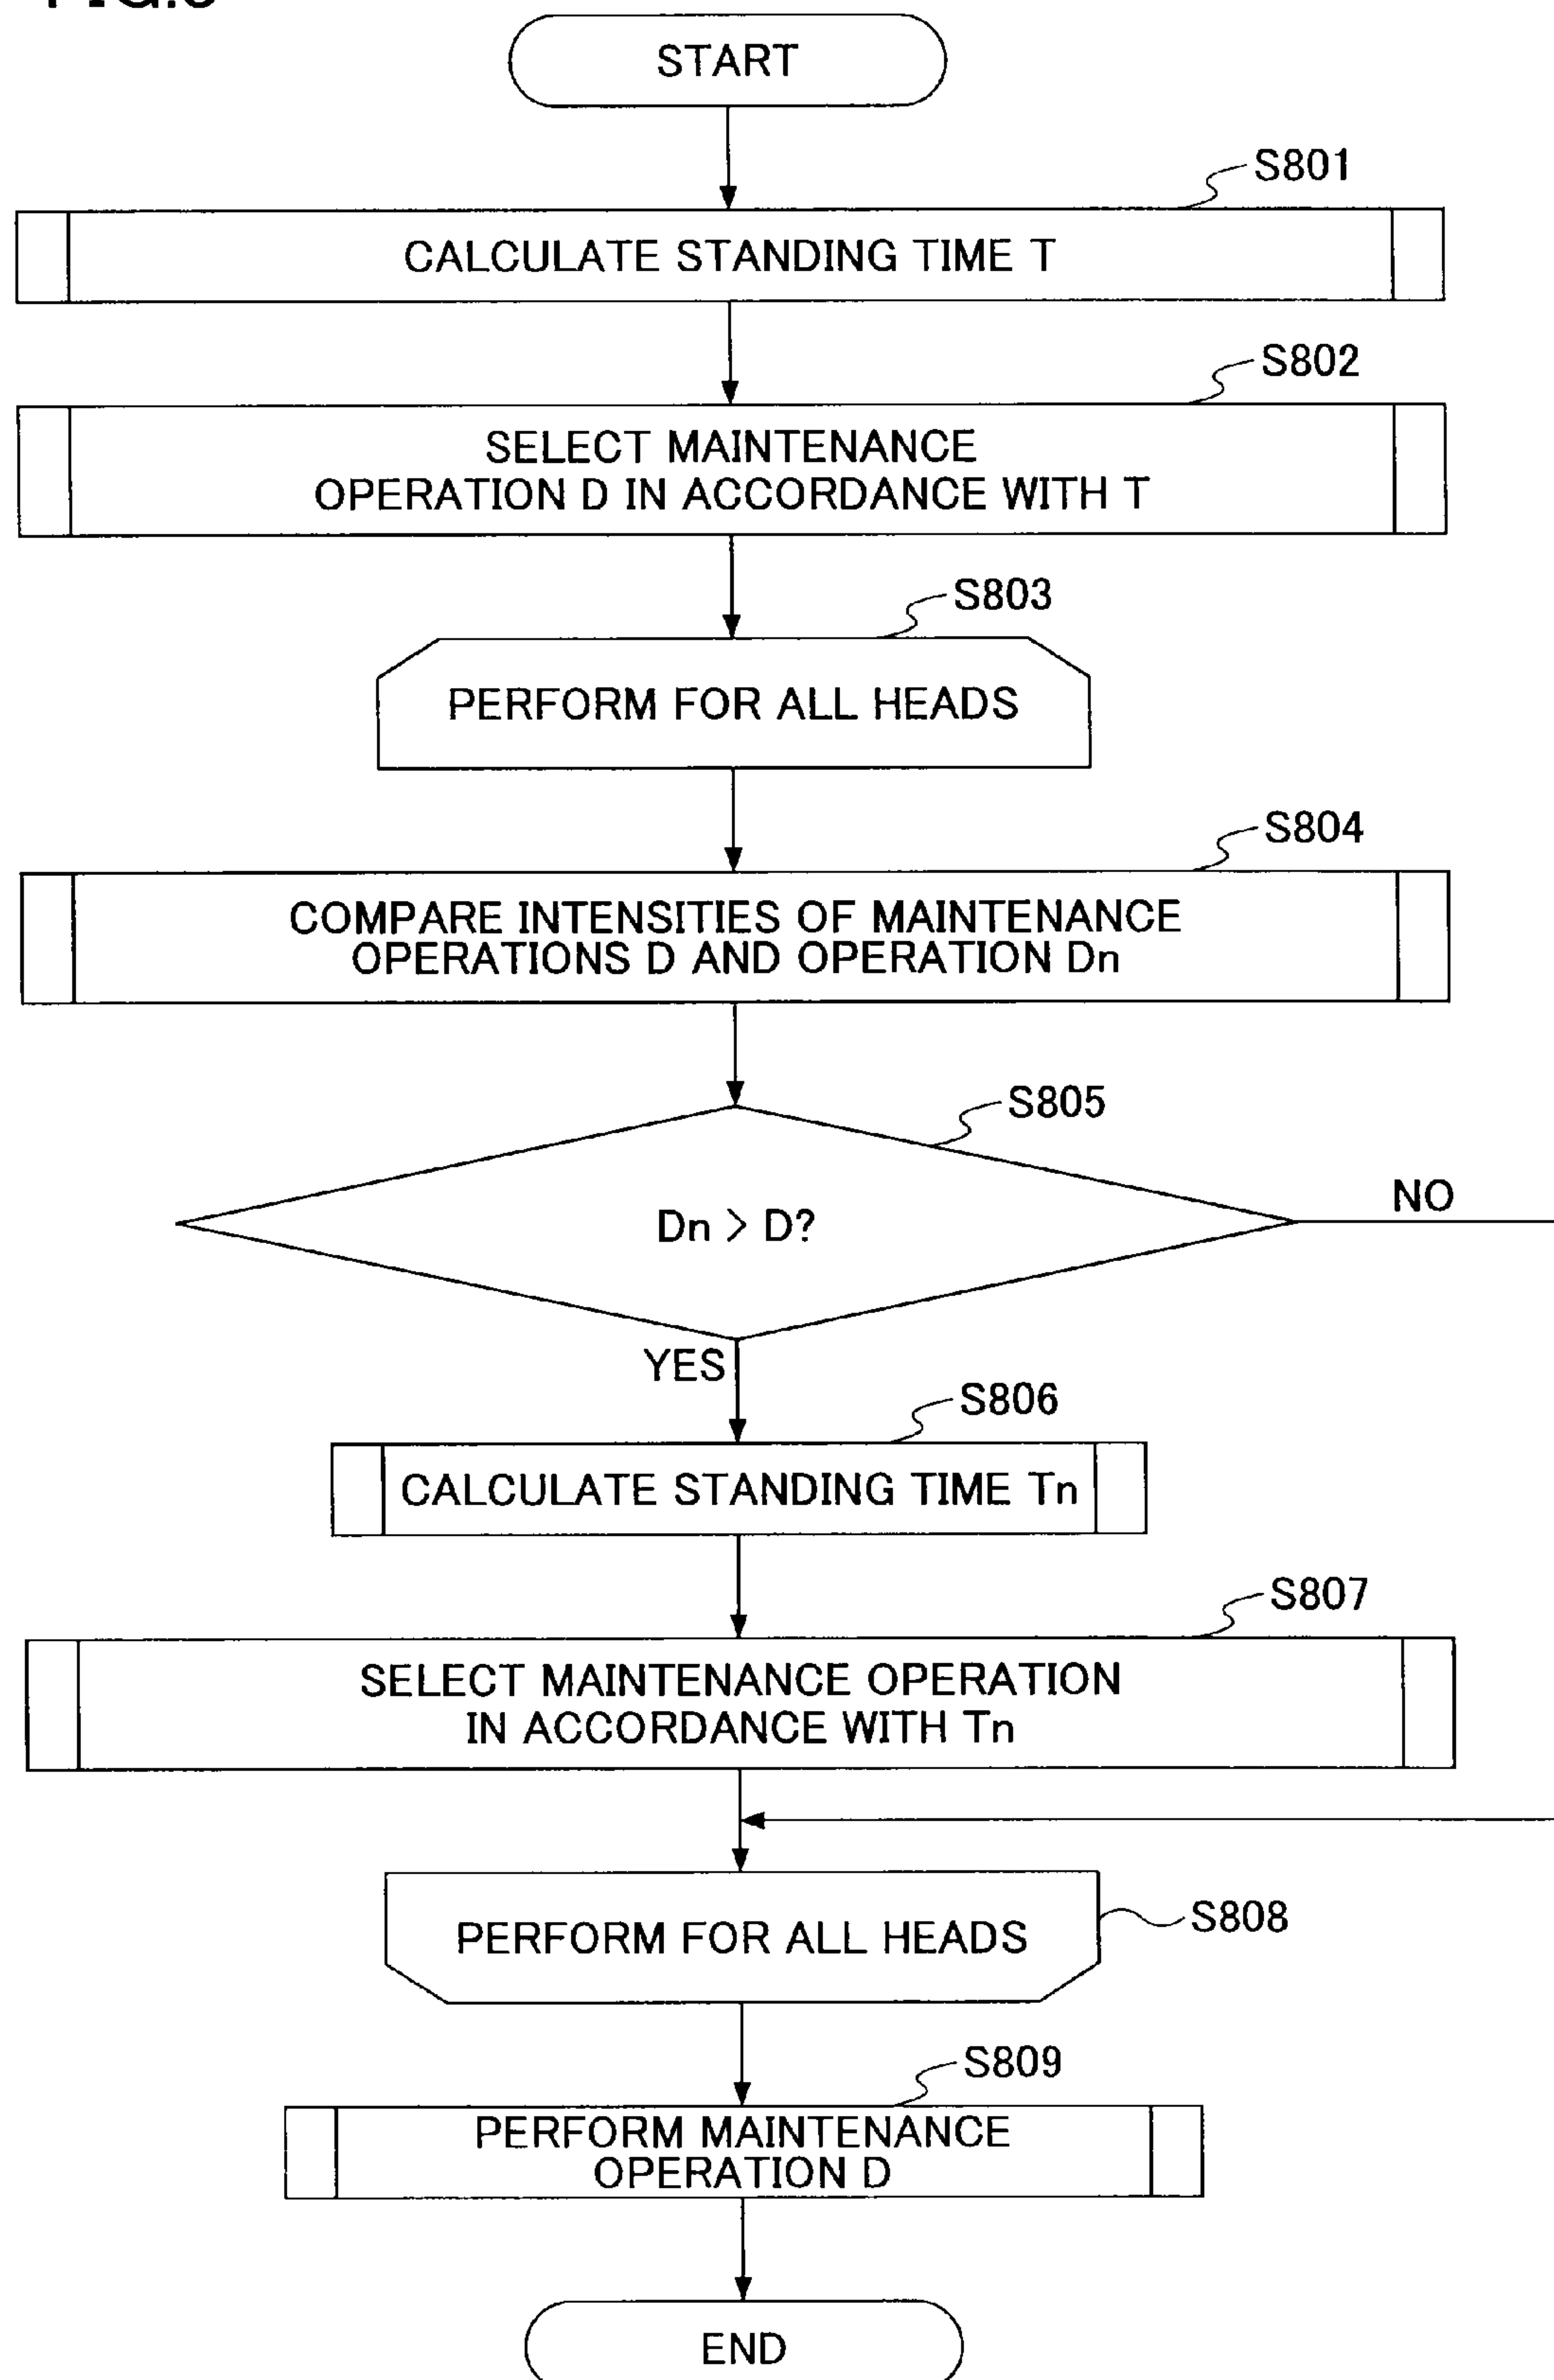 START
S801
CALCULATE STANDING TIME T
S802
SELECT MAINTENANCE
OPERATION D IN ACCORDANCE WITH T
S803
PERFORM FOR ALL HEADS
S804
COMPARE INTENSITIES OF MAINTENANCE
OPERATIONS D AND OPERATION Dn
S805
Dn > D?
NO
YES
S806
CALCULATE STANDING TIME Tn
S807
SELECT MAINTENANCE OPERATION
IN ACCORDANCE WITH Tn
PERFORM FOR ALL HEADS
S808
S809
PERFORM MAINTENANCE
OPERATION D
END